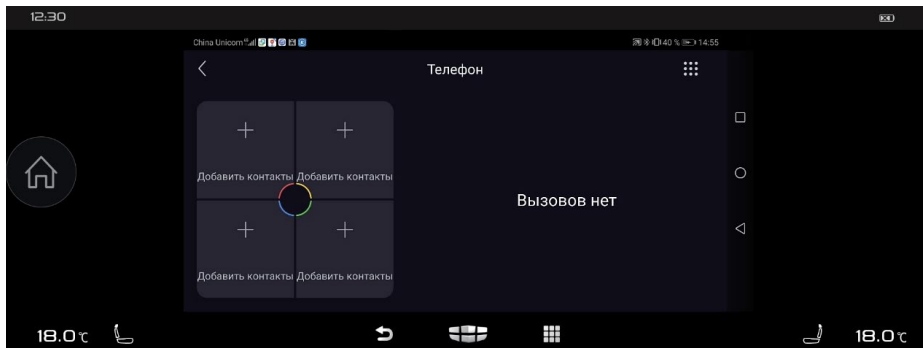 12:30
China Unicom 46 40 % 14:55
Телефон
Добавить контакты Добавить контакты
Вызовов нет
Добавить контакты Добавить контакты
18.0 ℃ 18.0 ℃